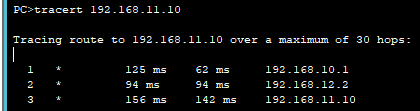 PC>tracert 192.168.11.10
Tracing route to 192.168.11.10 over a maximum of 30 hops:
1 * 125 ms 62 ms 192.168.10.1
2 * 94 ms 94 ms 192.168.12.2
3 * 156 ms 142 ms 192.168.11.10